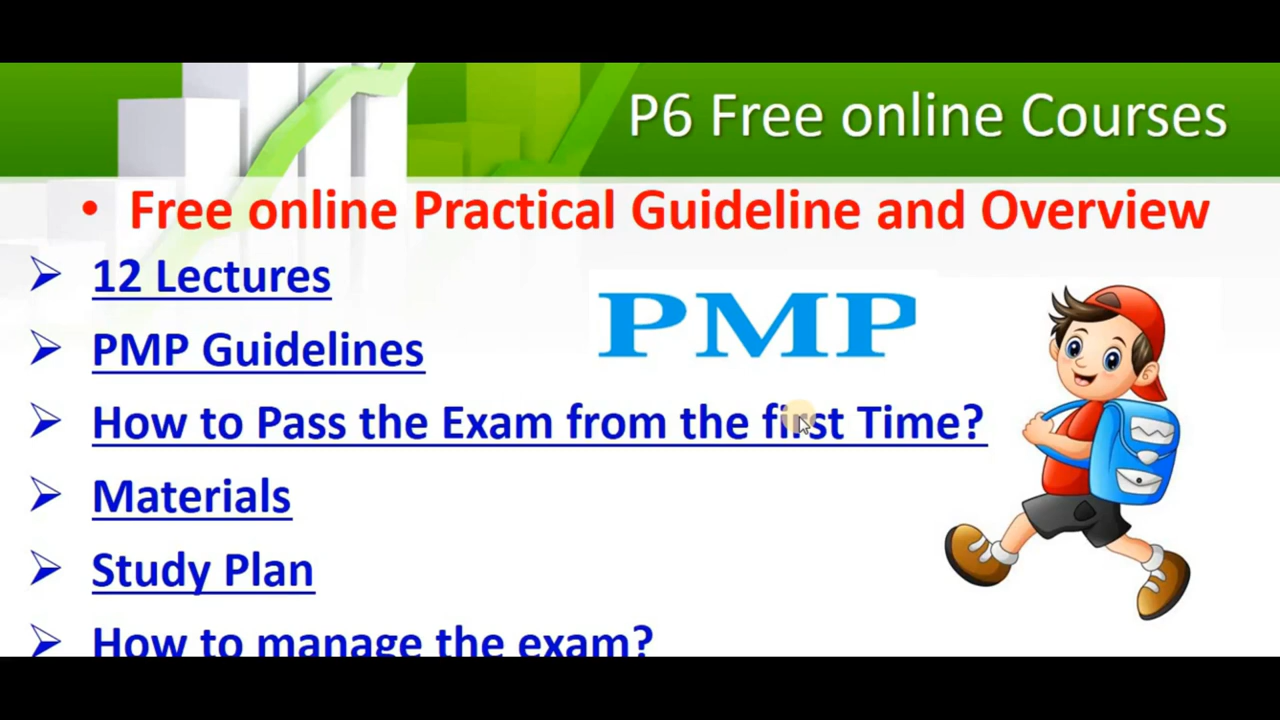 P6 Free online Courses
• Free online Practical Guideline and Overview
➢ 12 Lectures
PMP
➢ PMP Guidelines
➢ How to Pass the Exam from the first Time?
➢ Materials
➢ Study Plan
➢ How to manage the exam?